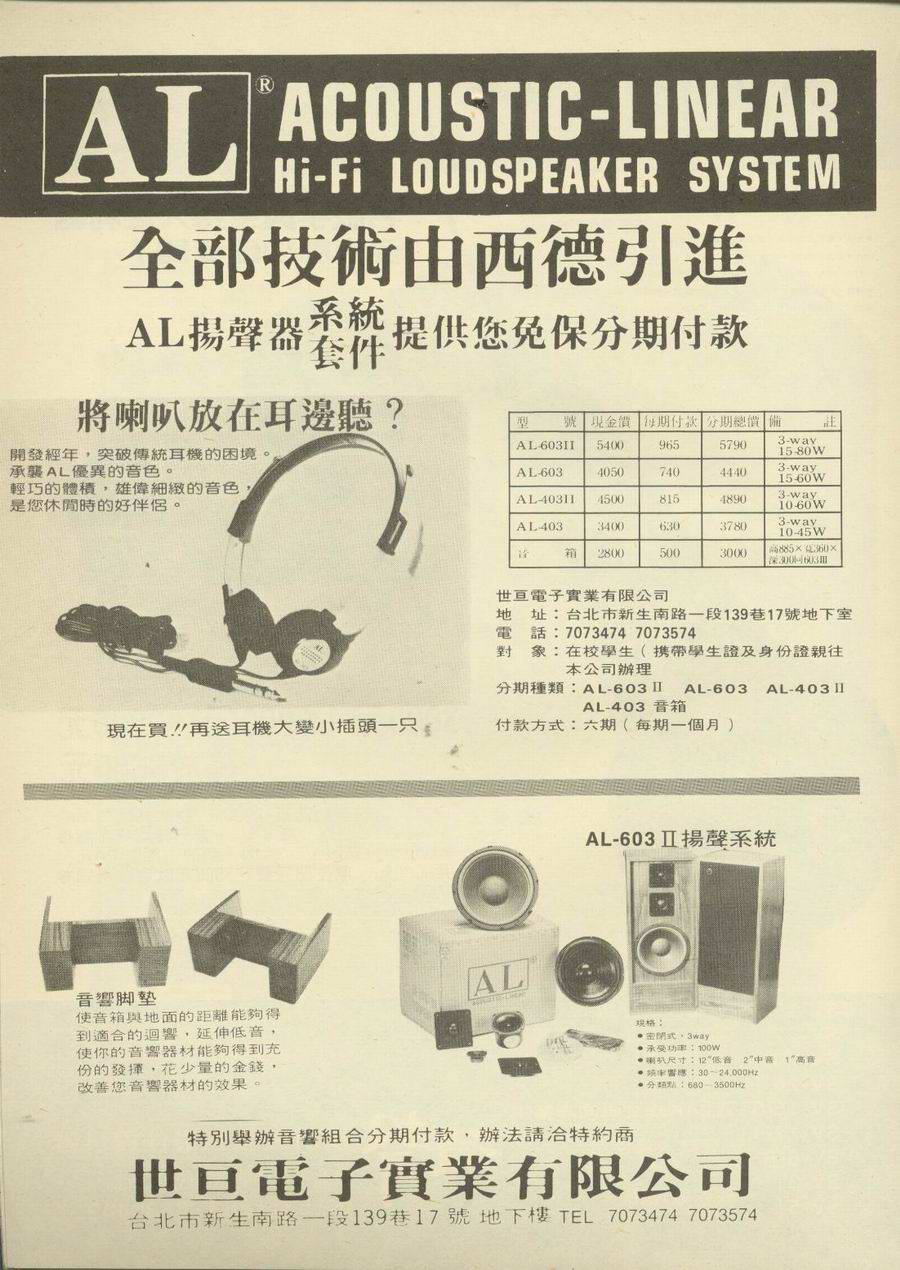 AL® ACOUSTIC-LINEAR
Hi-Fi LOUDSPEAKER SYSTEM
全部技術由西德引進
AL揚聲器系統套件提供您免保分期付款
將喇叭放在耳邊聽？
開發經年，突破傳統耳機的困境。
承襲AL優異的音色。
輕巧的體積，雄偉細緻的音色，
是您休閒時的好伴侶。
AL
現在買!!再送耳機大變小插頭一只
型號 現金價 每期付款 分期總價 備註
AL-603II 5400 965 5790 3-way 15-80W
AL-603 4050 740 4440 3-way 15-60W
AL-403II 4500 815 4890 3-way 10-60W
AL-403 3400 630 3780 3-way 10-45W
音箱 2800 500 3000 高885×寬360×深300同603III
世亘電子實業有限公司
地 址：台北市新生南路一段139巷17號地下室
電 話：7073474 7073574
對 象：在校學生（携帶學生證及身份證親往
本公司辦理
分期種類：AL-603II AL-603 AL-403II
AL-403 音箱
付款方式：六期（每期一個月）
AL-603II揚聲系統
AL®
ACOUSTIC-LINEAR
音響脚墊
使音箱與地面的距離能夠得
到適合的迴響，延伸低音，
使你的音響器材能夠得到充
份的發揮，花少量的金錢，
改善您音響器材的效果。
規格：
●密閉式，3way
●承受功率：100W
●喇叭尺寸：12"低音 2"中音 1"高音
●頻率響應：30～24,000Hz
●分頻點：680～3500Hz
特別舉辦音響組合分期付款，辦法請洽特約商
世亘電子實業有限公司
台北市新生南路一段139巷17號地下樓 TEL 7073474 7073574